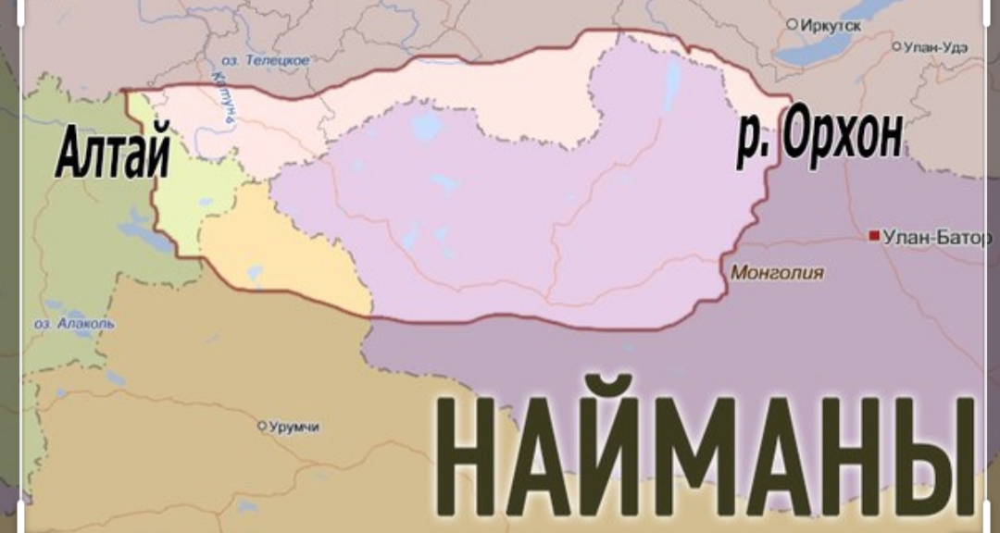 Иркутск
Улан-Удэ
оз. Телецкое
Катунь
р. Орхон
Алтай
Улан-Батор
Монголия
оз. Алаколь
Урумчи
НАЙМАНЫ